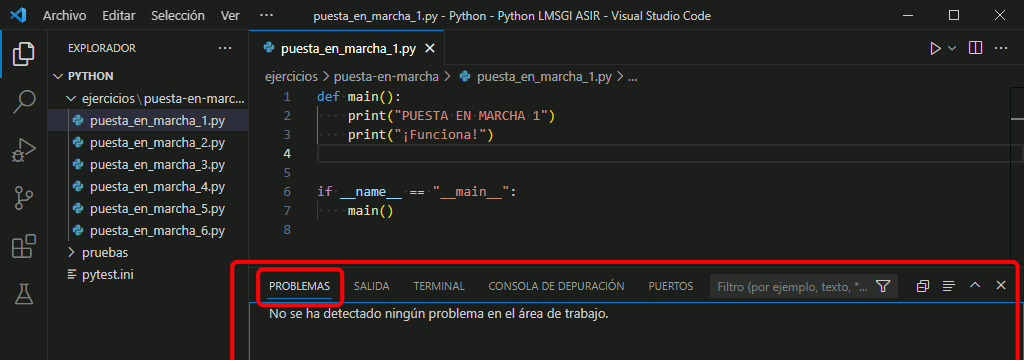 Archivo Editar Selección Ver ··· puesta_en_marcha_1.py - Python - Python LMSGI ASIR - Visual Studio Code
EXPLORADOR ···
puesta_en_marcha_1.py
PYTHON
ejercicios\puesta-en-marc...
puesta_en_marcha_1.py
puesta_en_marcha_2.py
puesta_en_marcha_3.py
puesta_en_marcha_4.py
puesta_en_marcha_5.py
puesta_en_marcha_6.py
pruebas
pytest.ini
ejercicios > puesta-en-marcha > puesta_en_marcha_1.py > ...
1 def main():
2 print("PUESTA EN MARCHA 1")
3 print("¡Funciona!")
4
5
6 if __name__ == "__main__":
7 main()
8
PROBLEMAS SALIDA TERMINAL CONSOLA DE DEPURACIÓN PUERTOS Filtro (por ejemplo, texto, *...
No se ha detectado ningún problema en el área de trabajo.